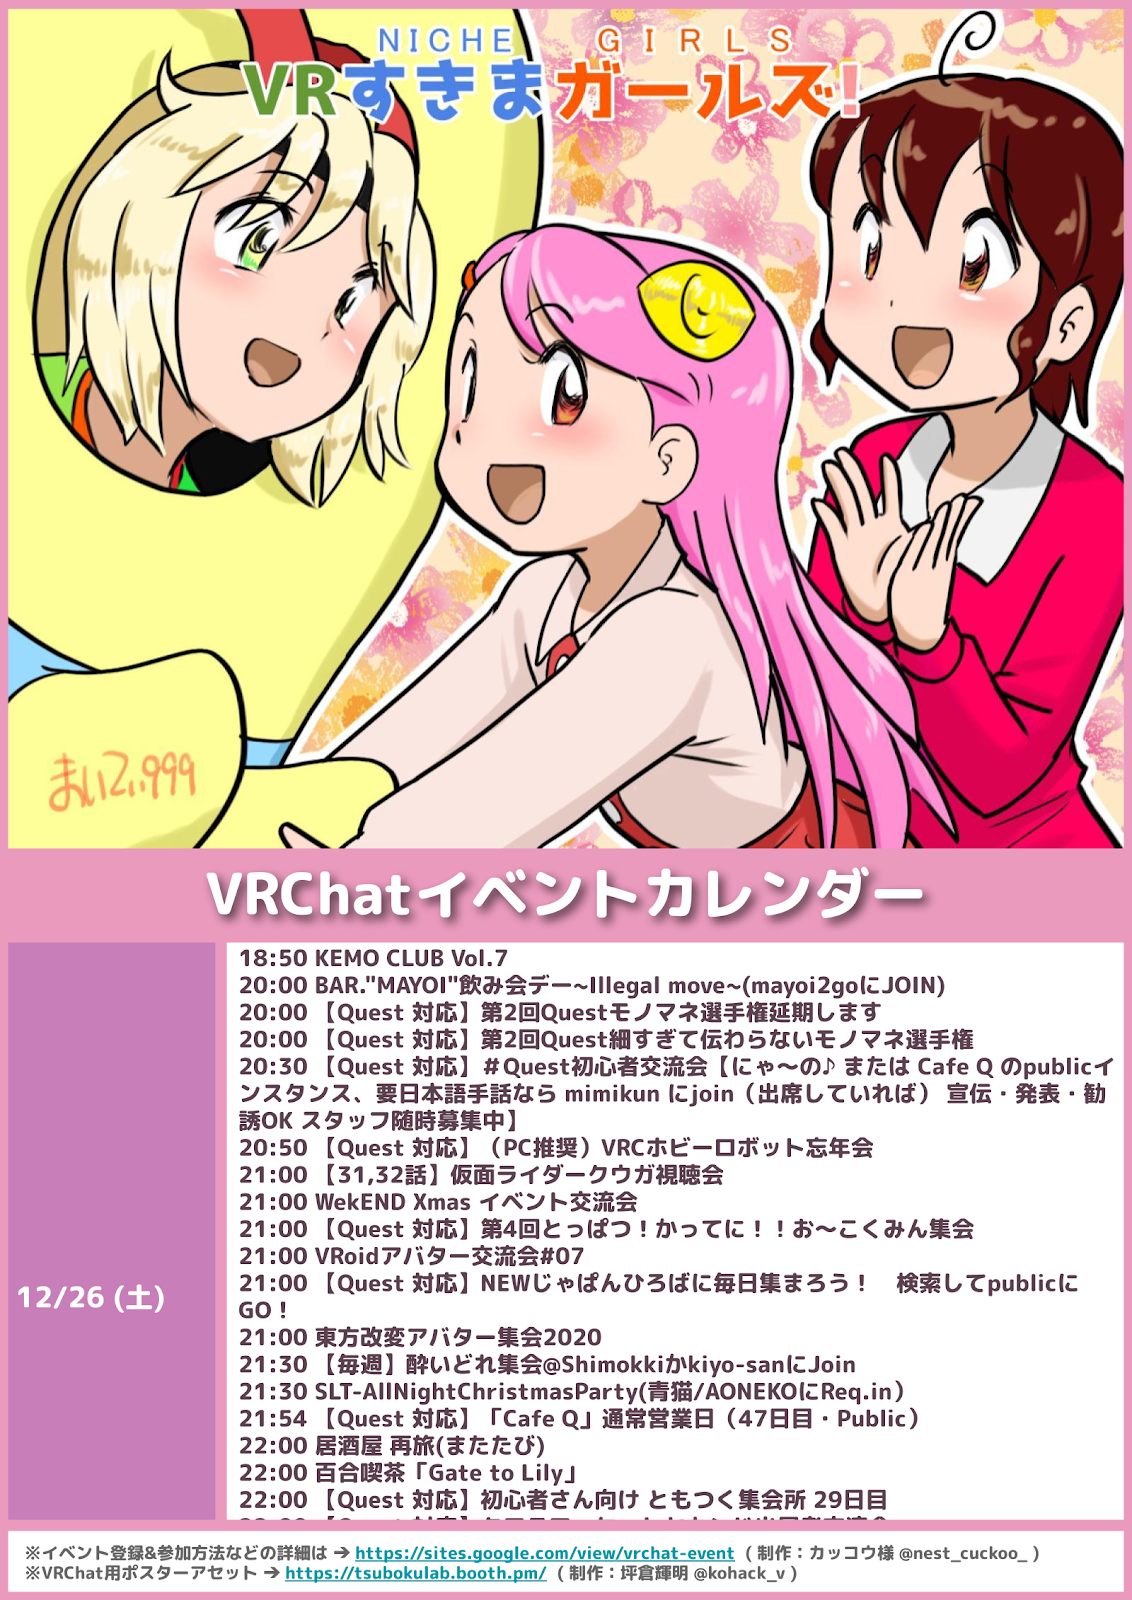 NICHE GIRLS
VRすきまガールズ!
まいてぃ999
VRChatイベントカレンダー
12/26 (土)
18:50 KEMO CLUB Vol.7
20:00 BAR."MAYOI"飲み会デー~Illegal move~(mayoi2goにJOIN)
20:00 【Quest 対応】第2回Questモノマネ選手権延期します
20:00 【Quest 対応】第2回Quest細すぎて伝わらないモノマネ選手権
20:30 【Quest 対応】＃Quest初心者交流会【にゃ〜の♪ または Cafe Q のpublicイ
ンスタンス、要日本語手話なら mimikun にjoin（出席していれば） 宣伝・発表・勧
誘OK スタッフ随時募集中】
20:50 【Quest 対応】（PC推奨）VRCホビーロボット忘年会
21:00 【31,32話】仮面ライダークウガ視聴会
21:00 WekEND Xmas イベント交流会
21:00 【Quest 対応】第4回とっぱつ！かってに！！お〜こくみん集会
21:00 VRoidアバター交流会#07
21:00 【Quest 対応】NEWじゃぱんひろばに毎日集まろう！　検索してpublicに
GO！
21:00 東方改変アバター集会2020
21:30 【毎週】酔いどれ集会@Shimokkiかkiyo-sanにJoin
21:30 SLT-AllNightChristmasParty(青猫/AONEKOにReq.in）
21:54 【Quest 対応】「Cafe Q」通常営業日（47日目・Public）
22:00 居酒屋 再旅(またたび)
22:00 百合喫茶「Gate to Lily」
22:00 【Quest 対応】初心者さん向け ともつく集会所 29日目
※イベント登録&参加方法などの詳細は → https://sites.google.com/view/vrchat-event ( 制作：カッコウ様 @nest_cuckoo_ )
※VRChat用ポスターアセット → https://tsubokulab.booth.pm/ ( 制作：坪倉輝明 @kohack_v )